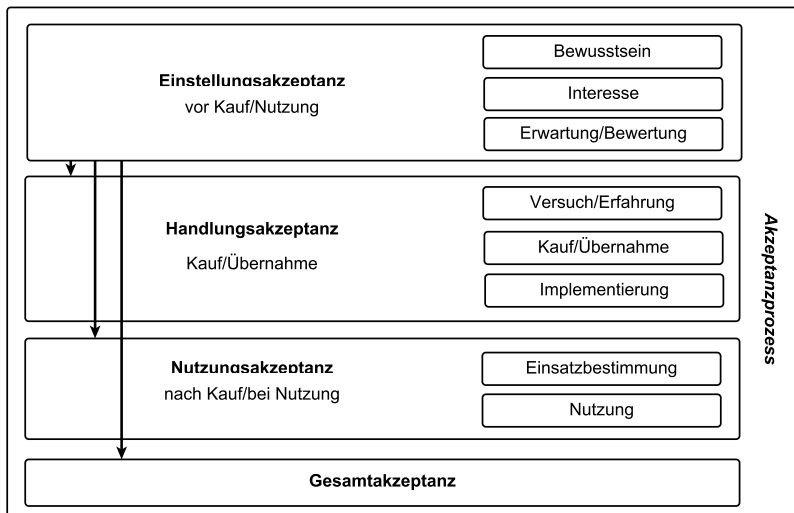 Einstellungsakzeptanz
vor Kauf/Nutzung
Bewusstsein
Interesse
Erwartung/Bewertung
Handlungsakzeptanz
Kauf/Übernahme
Versuch/Erfahrung
Kauf/Übernahme
Implementierung
Nutzungsakzeptanz
nach Kauf/bei Nutzung
Einsatzbestimmung
Nutzung
Gesamtakzeptanz
Akzeptanzprozess